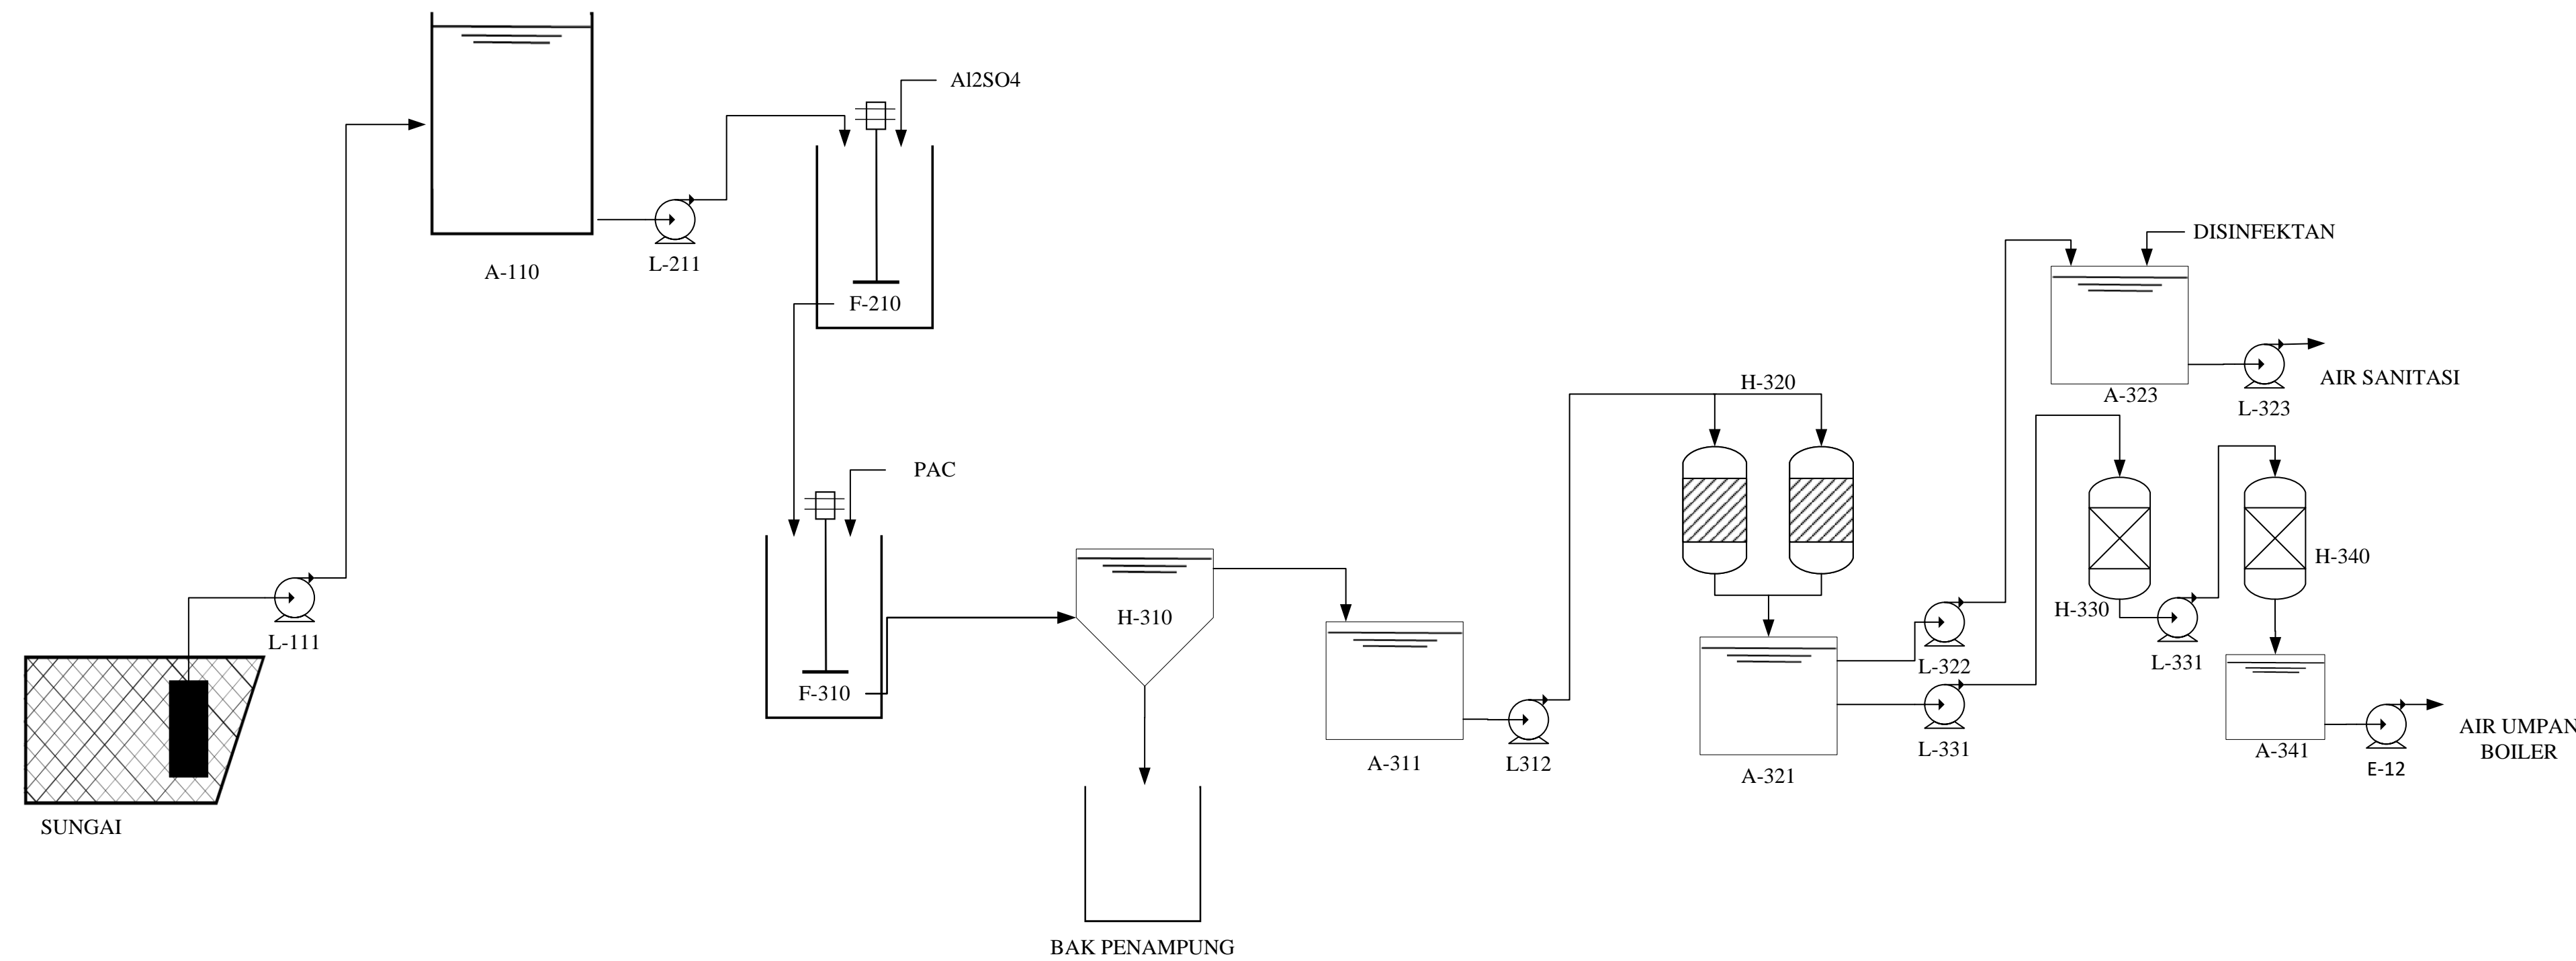 Al2SO4
A-110
L-211
F-210
L-111
SUNGAI
PAC
F-310
H-310
BAK PENAMPUNG
A-311
L312
H-320
A-321
L-322
L-331
DISINFEKTAN
A-323
L-323
AIR SANITASI
H-330
L-331
H-340
A-341
E-12
AIR UMPAN
BOILER